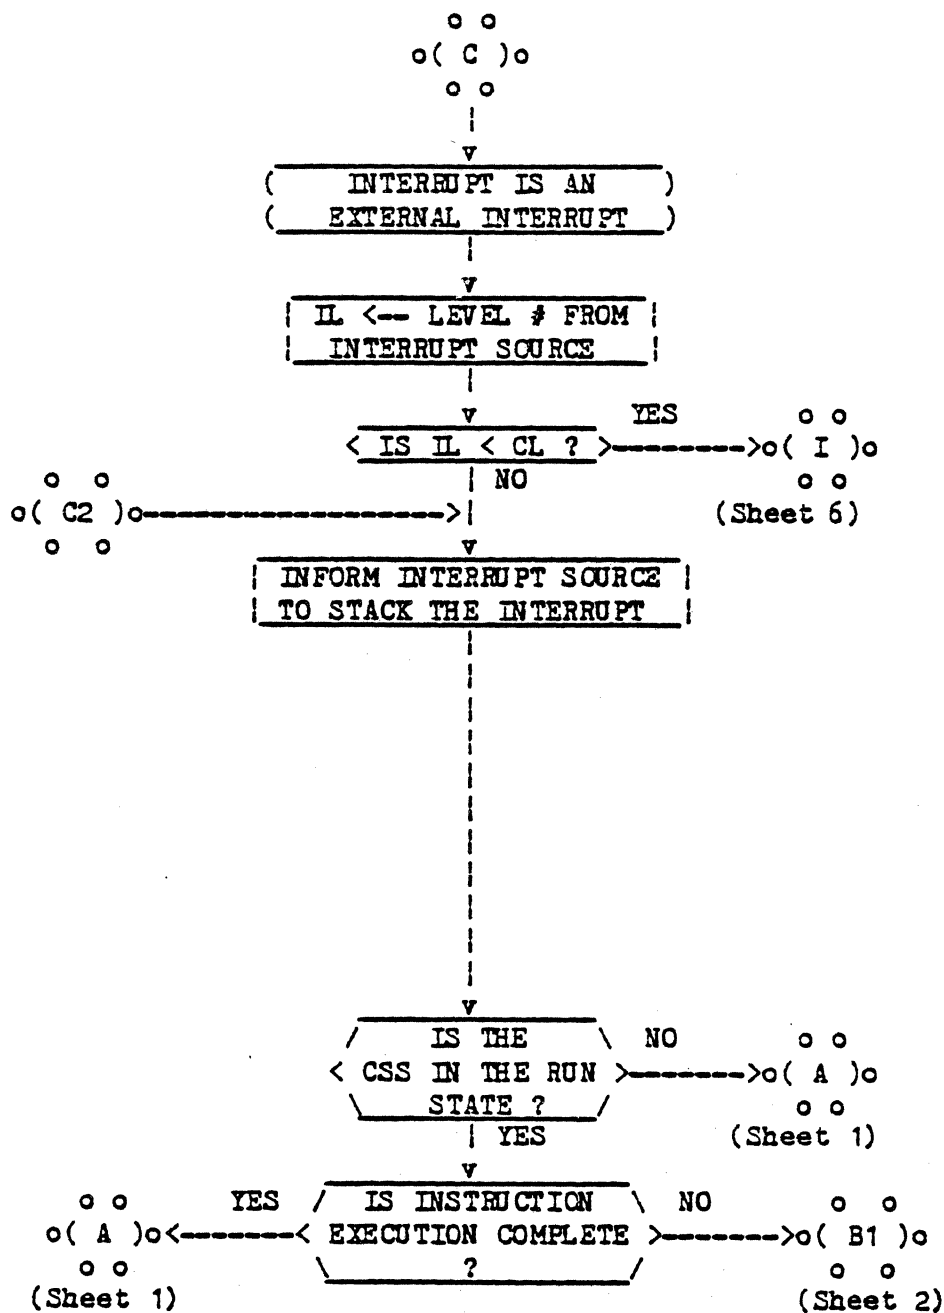 C
INTERRUPT IS AN
EXTERNAL INTERRUPT
IL <-- LEVEL # FROM
INTERRUPT SOURCE
IS IL < CL ?
YES
I
(Sheet 6)
NO
C2
INFORM INTERRUPT SOURCE
TO STACK THE INTERRUPT
IS THE
CSS IN THE RUN
STATE ?
NO
A
(Sheet 1)
YES
IS INSTRUCTION
EXECUTION COMPLETE
?
YES
A
(Sheet 1)
NO
B1
(Sheet 2)